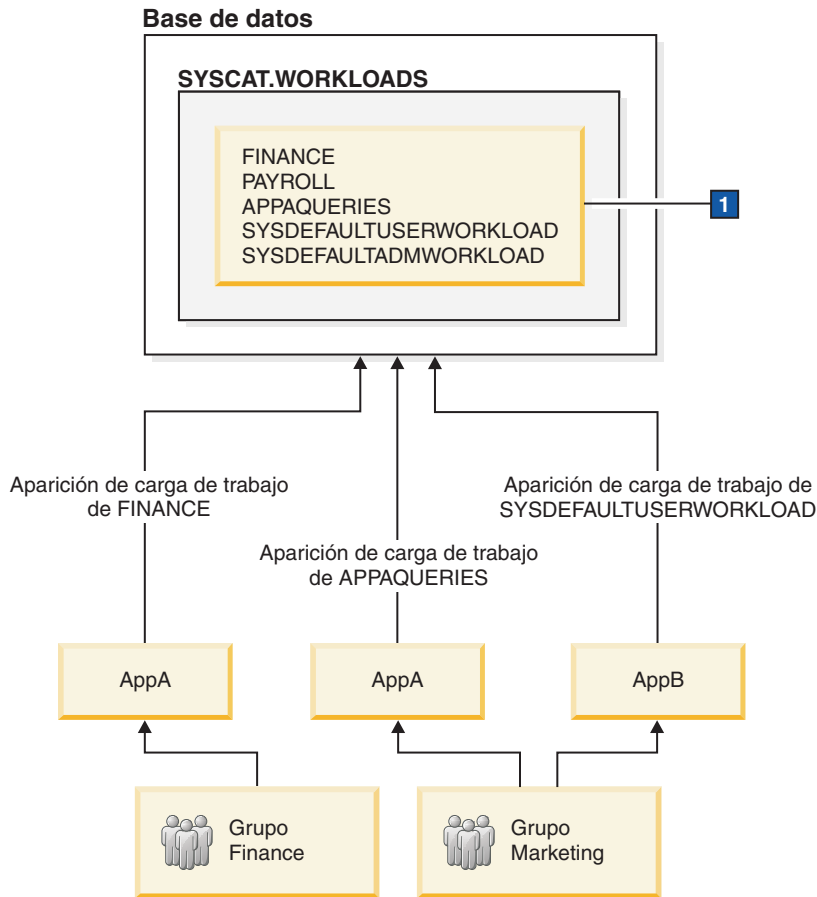 Base de datos
SYSCAT.WORKLOADS
FINANCE
PAYROLL
APPAQUERIES
SYSDEFAULTUSERWORKLOAD
SYSDEFAULTADMWORKLOAD
1
Aparición de carga de trabajo
de FINANCE
Aparición de carga de trabajo
de APPAQUERIES
Aparición de carga de trabajo de
SYSDEFAULTUSERWORKLOAD
AppA
AppA
AppB
Grupo
Finance
Grupo
Marketing